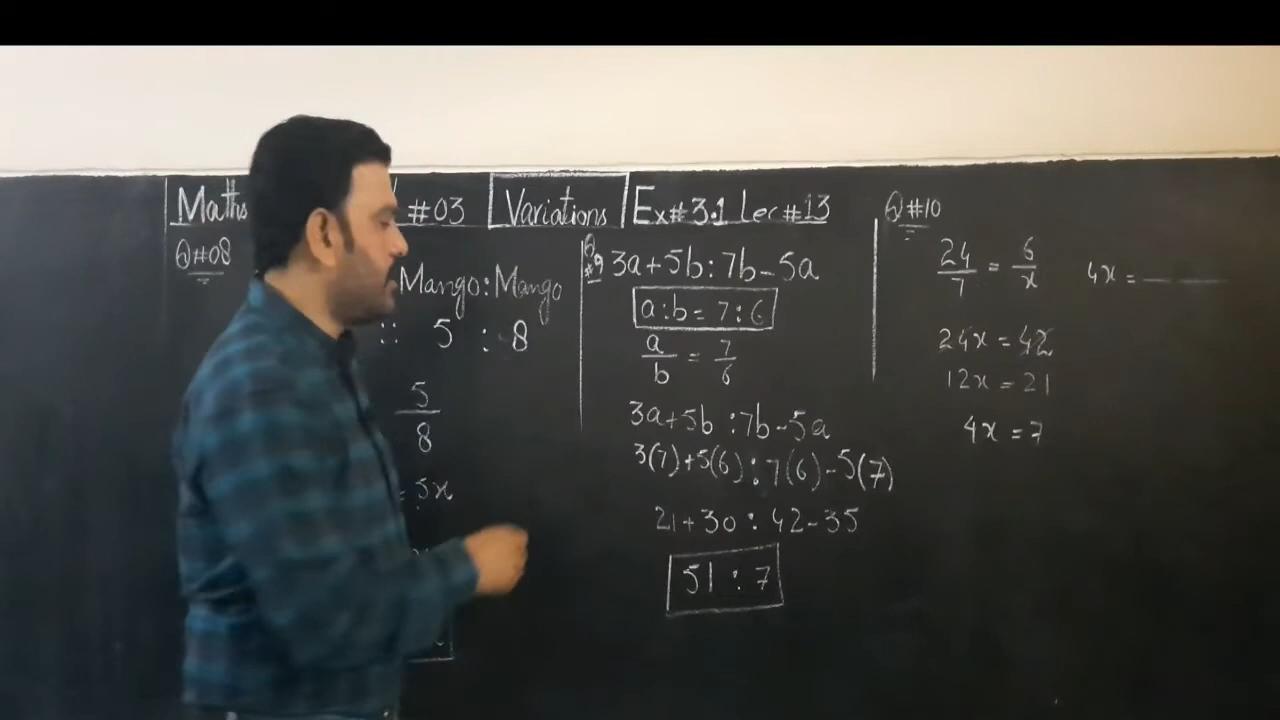 Maths #03 Variations Ex#3.1 Lec#13
Q#08
Mango:Mango
:: 5 : 8
5
8
= 5x
Q#9 3a+5b:7b-5a
a:b=7:6
a/b = 7/6
3a+5b :7b-5a
3(7)+5(6):7(6)-5(7)
21+30 : 42-35
51 : 7
Q#10
24/7 = 6/x
4x =
24x = 42
12x = 21
4x = 7